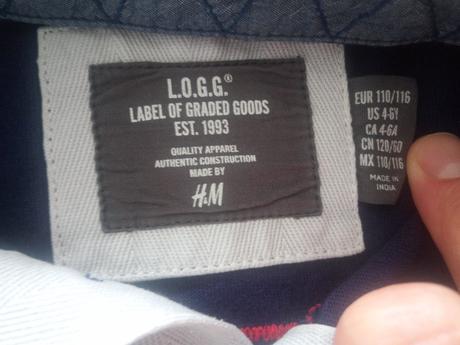 L.O.G.G.®
LABEL OF GRADED GOODS
EST. 1993
QUALITY APPAREL
AUTHENTIC CONSTRUCTION
MADE BY
H&M
EUR 110/116
US 4-6Y
CA 4-6A
CN 120/60
MX 110/116
MADE IN
INDIA